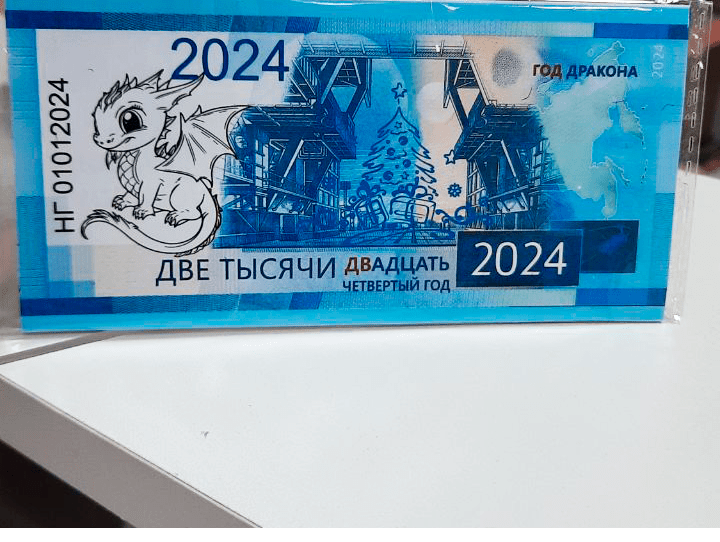 2024
ГОД ДРАКОНА
2024
НГ 01012024
ДВЕ ТЫСЯЧИ ДВАДЦАТЬ
ЧЕТВЕРТЫЙ ГОД
2024